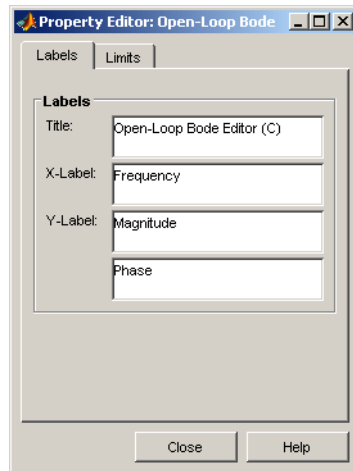 Property Editor: Open-Loop Bode
Labels Limits
Labels
Title: Open-Loop Bode Editor (C)
X-Label: Frequency
Y-Label: Magnitude
Phase
Close Help